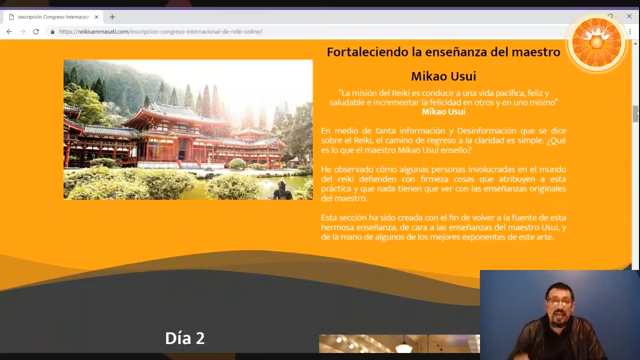 inscripción Congreso Internacion
https://reikisammasati.com/inscripcion-congreso-internacional-de-reiki-online/
Fortaleciendo la enseñanza del maestro
Mikao Usui
"La misión del Reiki es conducir a una vida pacífica, feliz y
saludable e incrementar la felicidad en otros y en uno mismo"
Mikao Usui
En medio de tanta información y Desinformación que se dice
sobre el Reiki, el camino de regreso a la claridad es simple. ¿Qué
es lo que el maestro Mikao Usui enseño?
He observado cómo algunas personas involucradas en el mundo
del reiki defienden con firmeza cosas que atribuyen a esta
práctica y que nada tienen que ver con las enseñanzas originales
del maestro.
Esta sección ha sido creada con el fin de volver a la fuente de esta
hermosa enseñanza, de cara a las enseñanzas del maestro Usui, y
de la mano de algunos de los mejores exponentes de este arte.
Día 2